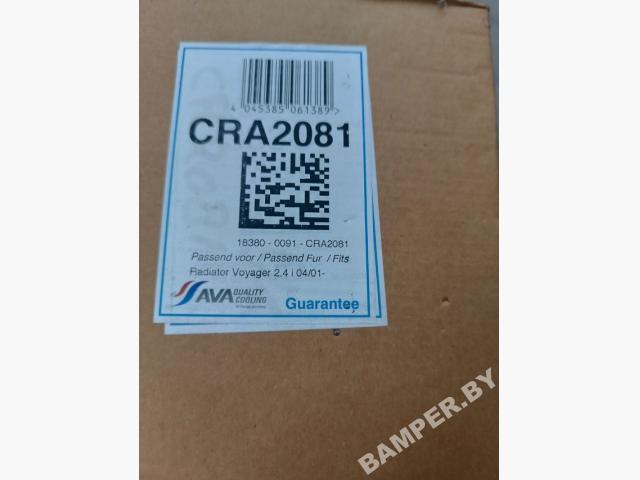 4 045385 061389 >
CRA2081
18380 - 0091 - CRA2081
Passend voor / Passend Fur / Fits
Radiator Voyager 2.4 i 04/01-
AVA QUALITY COOLING
Guarantee
BAMPER.BY